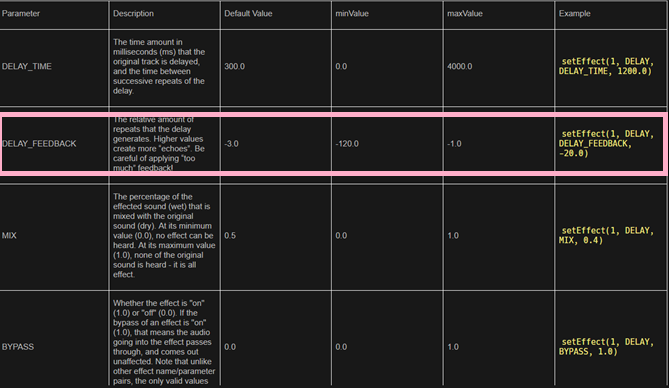 Parameter Description Default Value minValue maxValue Example
DELAY_TIME
The time amount in
milliseconds (ms) that the
original track is delayed,
and the time between
successive repeats of the
delay.
300.0 0.0 4000.0
setEffect(1, DELAY,
DELAY_TIME, 1200.0)
DELAY_FEEDBACK
The relative amount of
repeats that the delay
generates. Higher values
create more "echoes". Be
careful of applying "too
much" feedback!
-3.0 -120.0 -1.0
setEffect(1, DELAY,
DELAY_FEEDBACK,
-20.0)
MIX
The percentage of the
effected sound (wet) that is
mixed with the original
sound (dry). At its minimum
value (0.0), no effect can be
heard. At its maximum value
(1.0), none of the original
sound is heard - it is all
effect.
0.5 0.0 1.0
setEffect(1, DELAY,
MIX, 0.4)
BYPASS
Whether the effect is "on"
(1.0) or "off" (0.0). If the
bypass of an effect is "on"
(1.0), that means the audio
going into the effect passes
through, and comes out
unaffected. Note that unlike
other effect name/parameter
pairs, the only valid values
0.0 0.0 1.0
setEffect(1, DELAY,
BYPASS, 1.0)